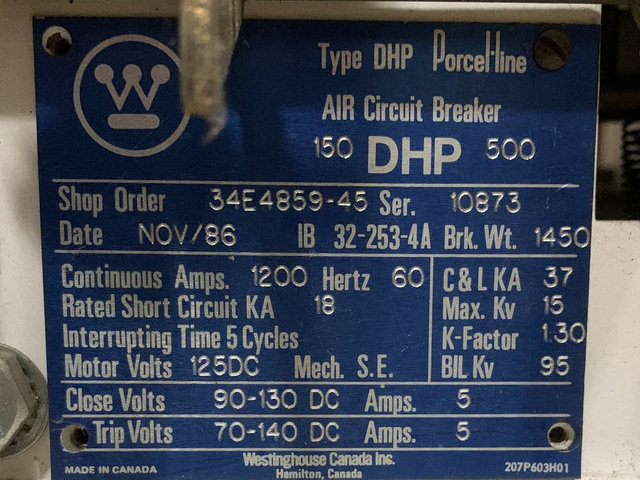 W
Type DHP Porcel-line
AIR Circuit Breaker
150 DHP 500
Shop Order 34E4859-45 Ser. 10873
Date NOV/86 IB 32-253-4A Brk. Wt. 1450
Continuous Amps. 1200 Hertz 60 C & L KA 37
Rated Short Circuit KA 18 Max. Kv 15
Interrupting Time 5 Cycles K-Factor 1.30
Motor Volts 125DC Mech. S.E. BIL Kv 95
Close Volts 90-130 DC Amps. 5
Trip Volts 70-140 DC Amps. 5
MADE IN CANADA Westinghouse Canada Inc. 207P603H01
Hamilton, Canada